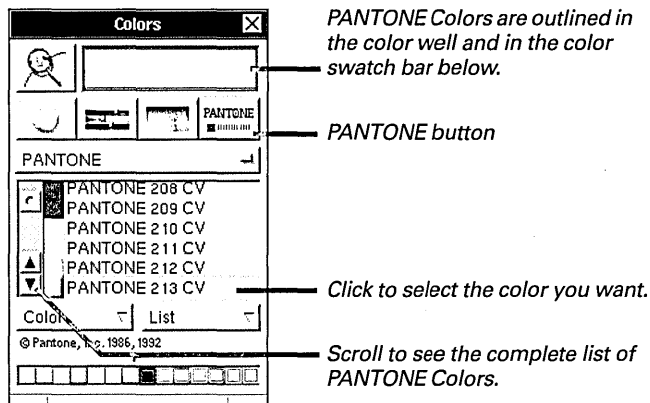 Colors
PANTONE Colors are outlined in
the color well and in the color
swatch bar below.
PANTONE
PANTONE button
PANTONE
PANTONE 208 CV
PANTONE 209 CV
PANTONE 210 CV
PANTONE 211 CV
PANTONE 212 CV
PANTONE 213 CV
Click to select the color you want.
Color List
© Pantone, Inc. 1986, 1992
Scroll to see the complete list of
PANTONE Colors.